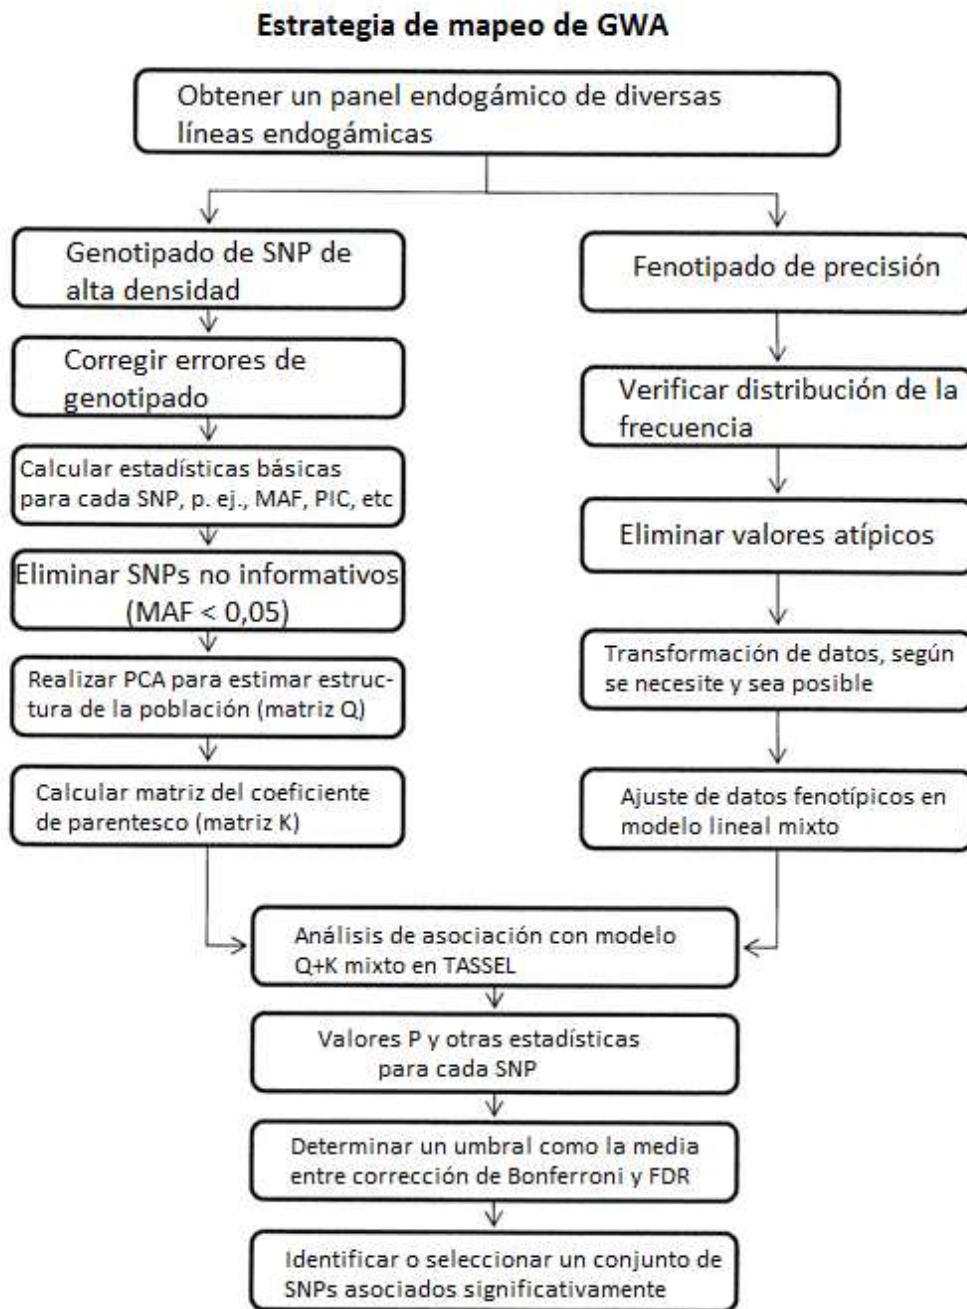 Estrategia de mapeo de GWA
Obtener un panel endogámico de diversas
líneas endogámicas
Genotipado de SNP de
alta densidad
Corregir errores de
genotipado
Calcular estadísticas básicas
para cada SNP, p. ej., MAF, PIC, etc
Eliminar SNPs no informativos
(MAF < 0,05)
Realizar PCA para estimar estruc-
tura de la población (matriz Q)
Calcular matriz del coeficiente
de parentesco (matriz K)
Fenotipado de precisión
Verificar distribución de la
frecuencia
Eliminar valores atípicos
Transformación de datos, según
se necesite y sea posible
Ajuste de datos fenotípicos en
modelo lineal mixto
Análisis de asociación con modelo
Q+K mixto en TASSEL
Valores P y otras estadísticas
para cada SNP
Determinar un umbral como la media
entre corrección de Bonferroni y FDR
Identificar o seleccionar un conjunto de
SNPs asociados significativamente